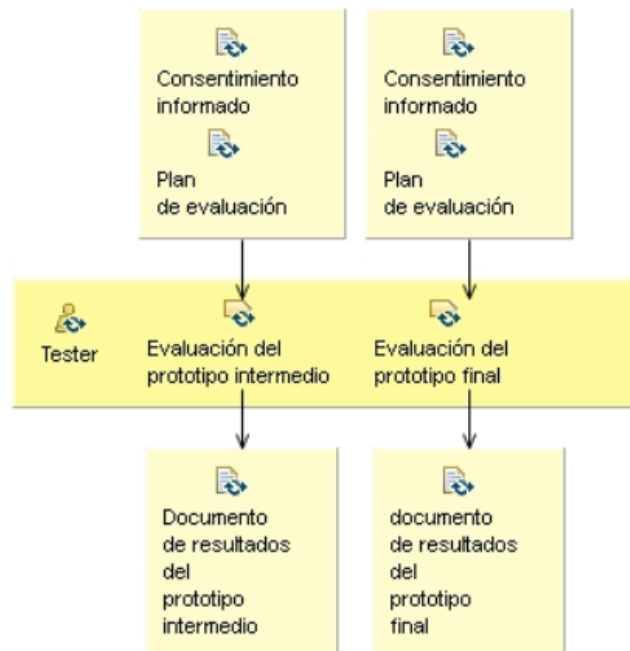 Consentimiento
informado
Plan
de evaluación
Consentimiento
informado
Plan
de evaluación
Tester
Evaluación del
prototipo intermedio
Evaluación del
prototipo final
Documento
de resultados
del
prototipo
intermedio
documento
de resultados
del
prototipo
final